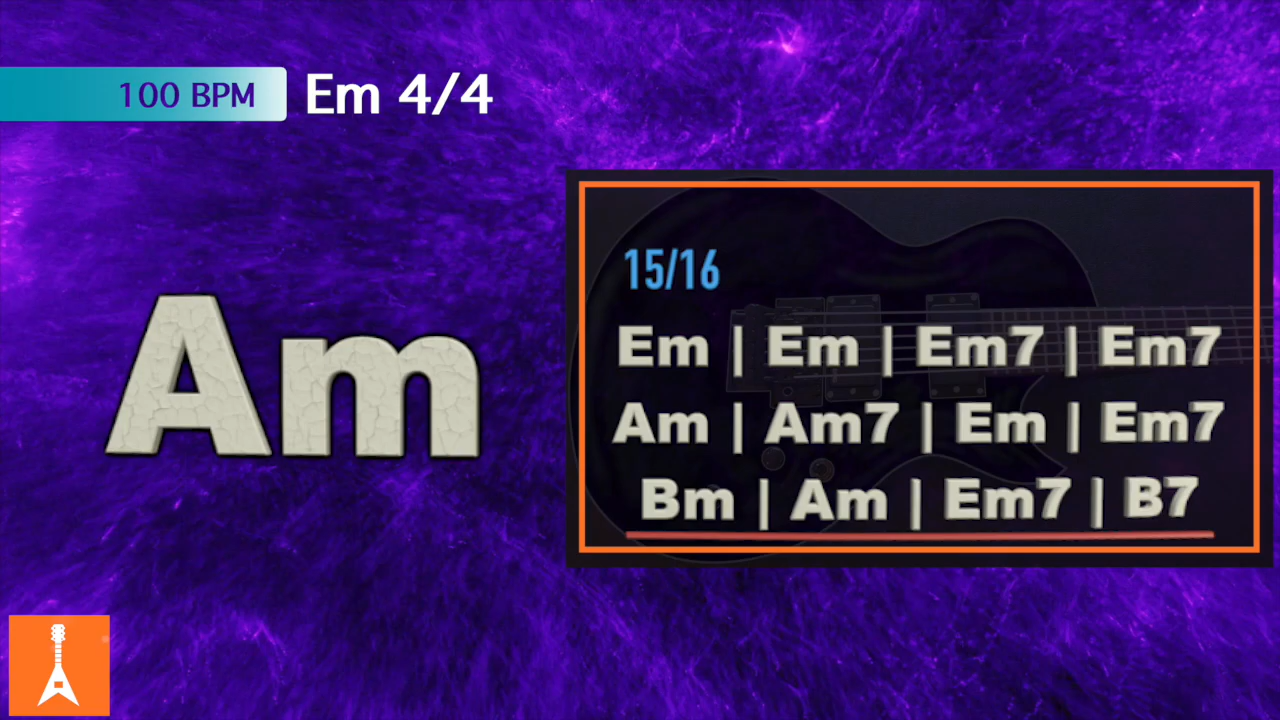 100 BPM Em 4/4
Am
15/16
Em | Em | Em7 | Em7
Am | Am7 | Em | Em7
Bm | Am | Em7 | B7